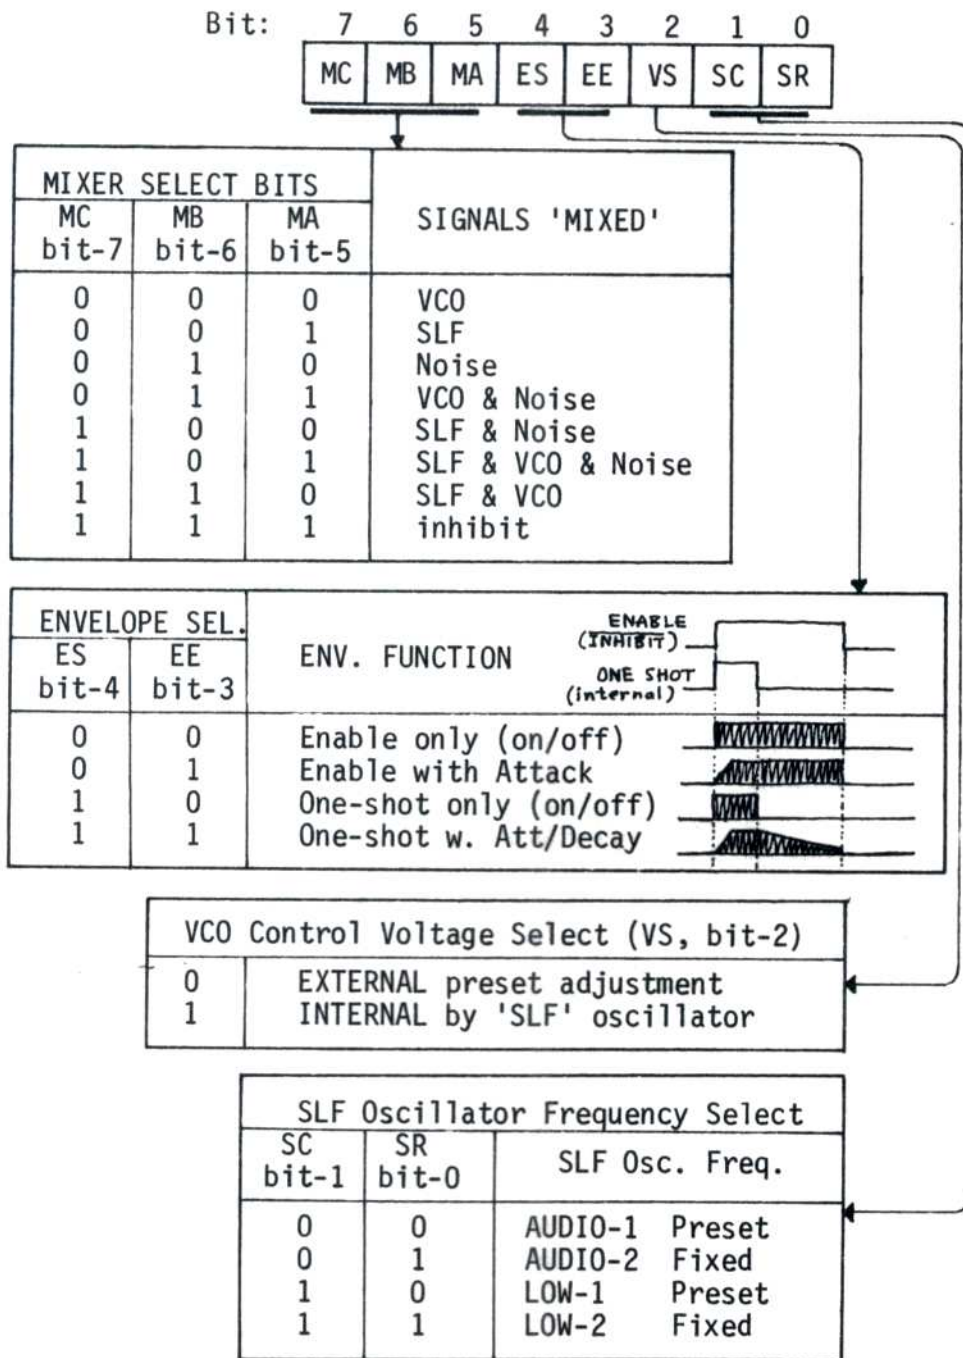 Bit: 7 6 5 4 3 2 1 0
MC MB MA ES EE VS SC SR
MIXER SELECT BITS
SIGNALS 'MIXED'
MC MB MA
bit-7 bit-6 bit-5
0 0 0 VCO
0 0 1 SLF
0 1 0 Noise
0 1 1 VCO & Noise
1 0 0 SLF & Noise
1 0 1 SLF & VCO & Noise
1 1 0 SLF & VCO
1 1 1 inhibit
ENVELOPE SEL.
ES EE
bit-4 bit-3
ENV. FUNCTION
ENABLE
(INHIBIT)
ONE SHOT
(internal)
0 0 Enable only (on/off)
0 1 Enable with Attack
1 0 One-shot only (on/off)
1 1 One-shot w. Att/Decay
VCO Control Voltage Select (VS, bit-2)
0 EXTERNAL preset adjustment
1 INTERNAL by 'SLF' oscillator
SLF Oscillator Frequency Select
SC SR
bit-1 bit-0
SLF Osc. Freq.
0 0 AUDIO-1 Preset
0 1 AUDIO-2 Fixed
1 0 LOW-1 Preset
1 1 LOW-2 Fixed